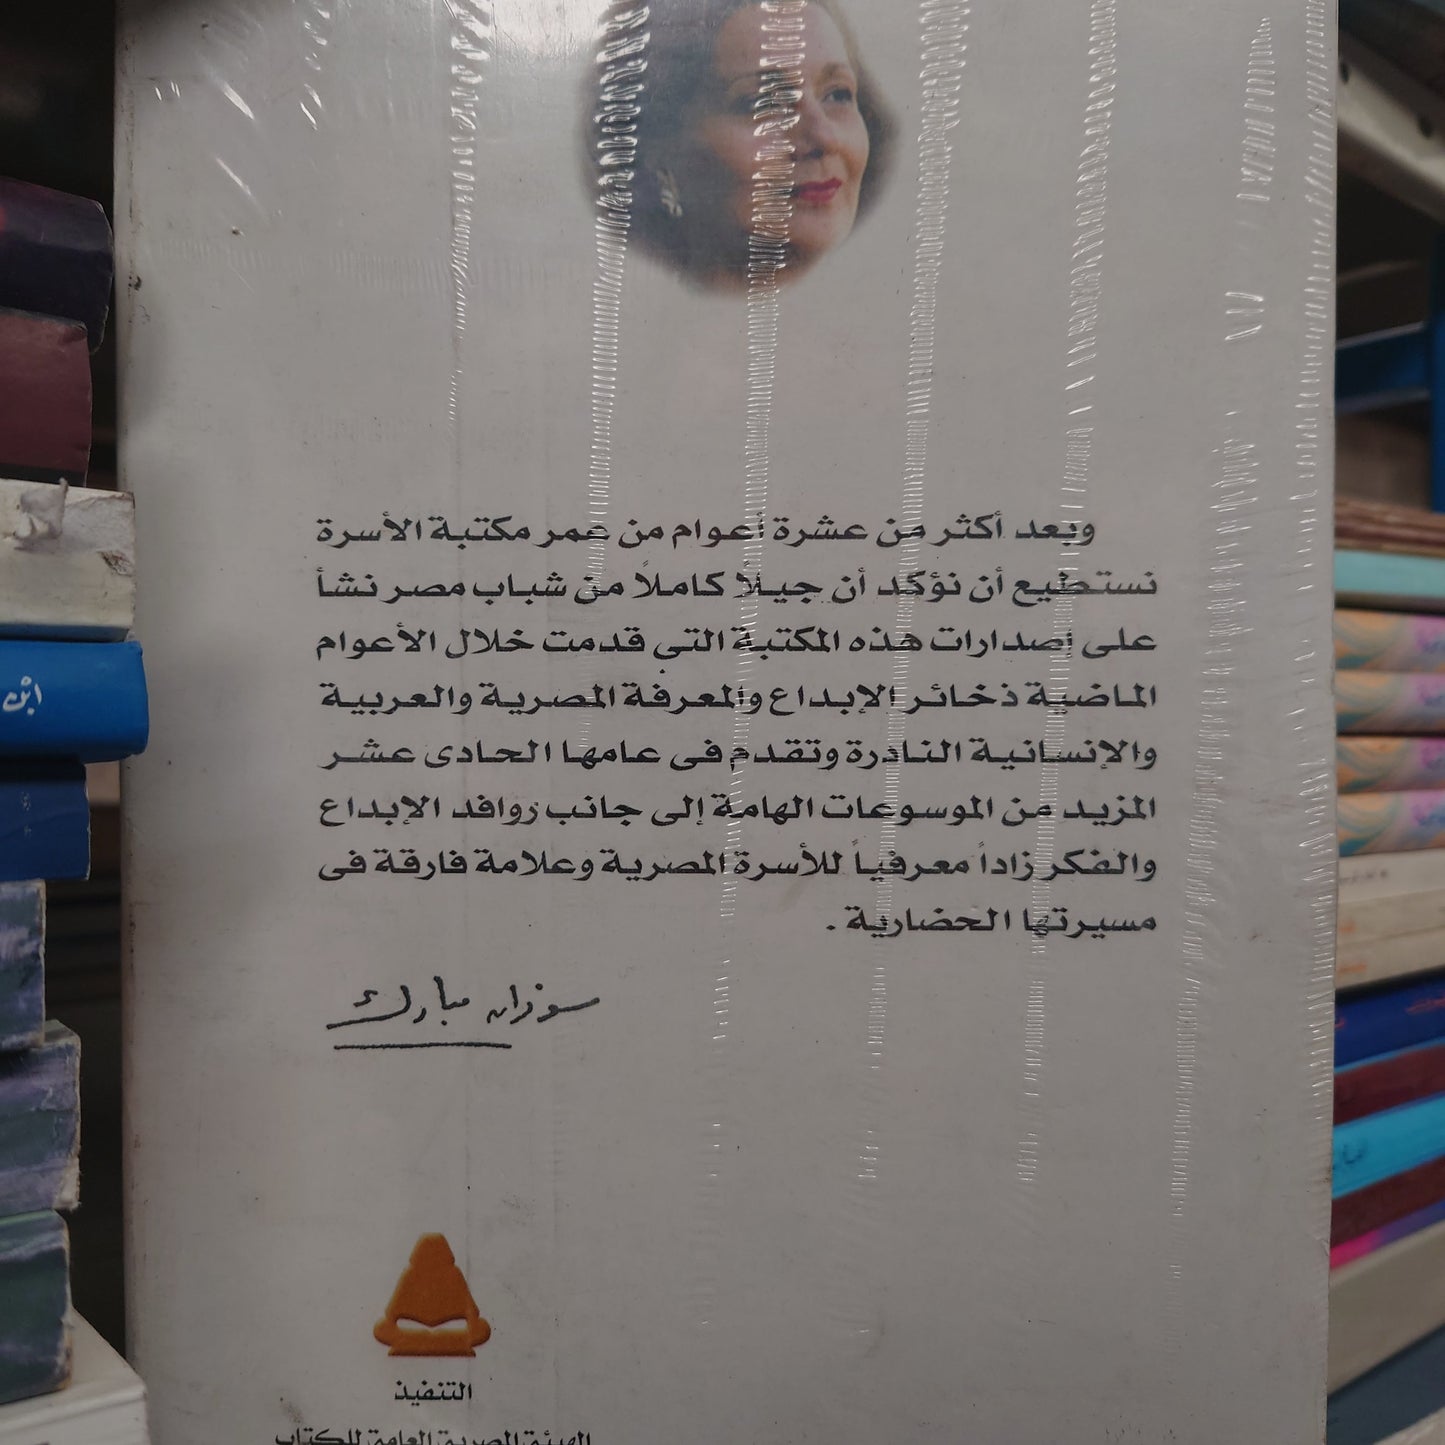 وبعد أكثر من عشرة أعوام من عمر مكتبة الأسرة
نستطيع أن نؤكد أن جيلا كاملاً من شباب مصر نشأ
على إصدارات هذه المكتبة التى قدمت خلال الأعوام
الماضية ذخائر الإبداع والمعرفة المصرية والعربية
والإنسانية النادرة وتقدم فى عامها الحادى عشر
المزيد من الموسوعات الهامة إلى جانب روافد الإبداع
والفكر زاداً معرفياً للأسرة المصرية وعلامة فارقة فى
مسيرتها الحضارية .
سوزان مبارك
التنفيذ
الهيئة المصرية العامة للكتاب
ابن